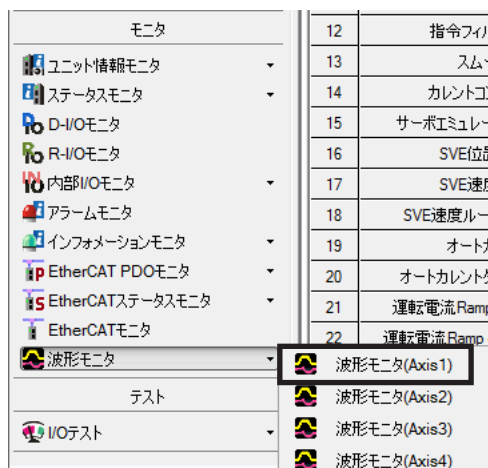 モニタ
ユニット情報モニタ
ステータスモニタ
D-I/Oモニタ
R-I/Oモニタ
内部I/Oモニタ
アラームモニタ
インフォメーションモニタ
EtherCAT PDOモニタ
EtherCATステータスモニタ
EtherCATモニタ
波形モニタ
テスト
I/Oテスト
12 指令フィル
13 スムー
14 カレントコ
15 サーボエミュレー
16 SVE位置
17 SVE速度
18 SVE速度ルー
19 オートカ
20 オートカレント
21 運転電流Ramp
22 運転電流Ramp
波形モニタ(Axis1)
波形モニタ(Axis2)
波形モニタ(Axis3)
波形モニタ(Axis4)